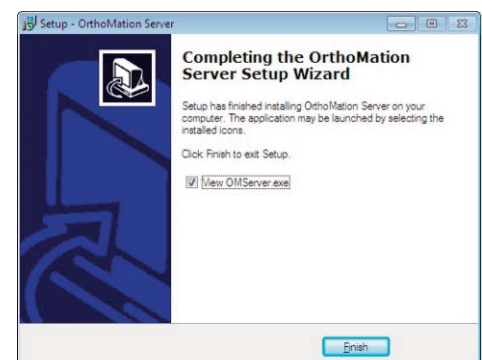 Setup - OrthoMation Server
Completing the OrthoMation
Server Setup Wizard
Setup has finished installing OrthoMation Server on your
computer. The application may be launched by selecting the
installed icons.
Click Finish to exit Setup.
View OMServer.exe
Finish